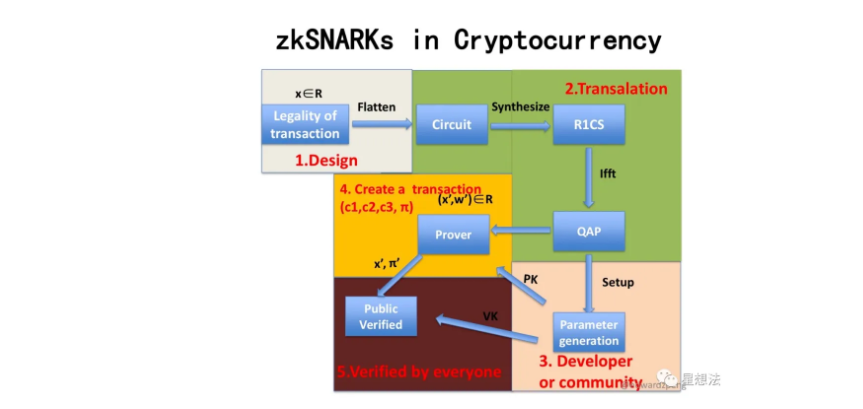 zkSNARKs in Cryptocurrency
x∈R
Legality of
transaction
Flatten
Circuit
Synthesize
R1CS
2.Transalation
1.Design
Ifft
4. Create a transaction
(c1,c2,c3, π)
(x',w')∈R
Prover
QAP
x', π'
PK
Setup
Public
Verified
VK
Parameter
generation
5.Verified by everyone
3. Developer
or community
星想法